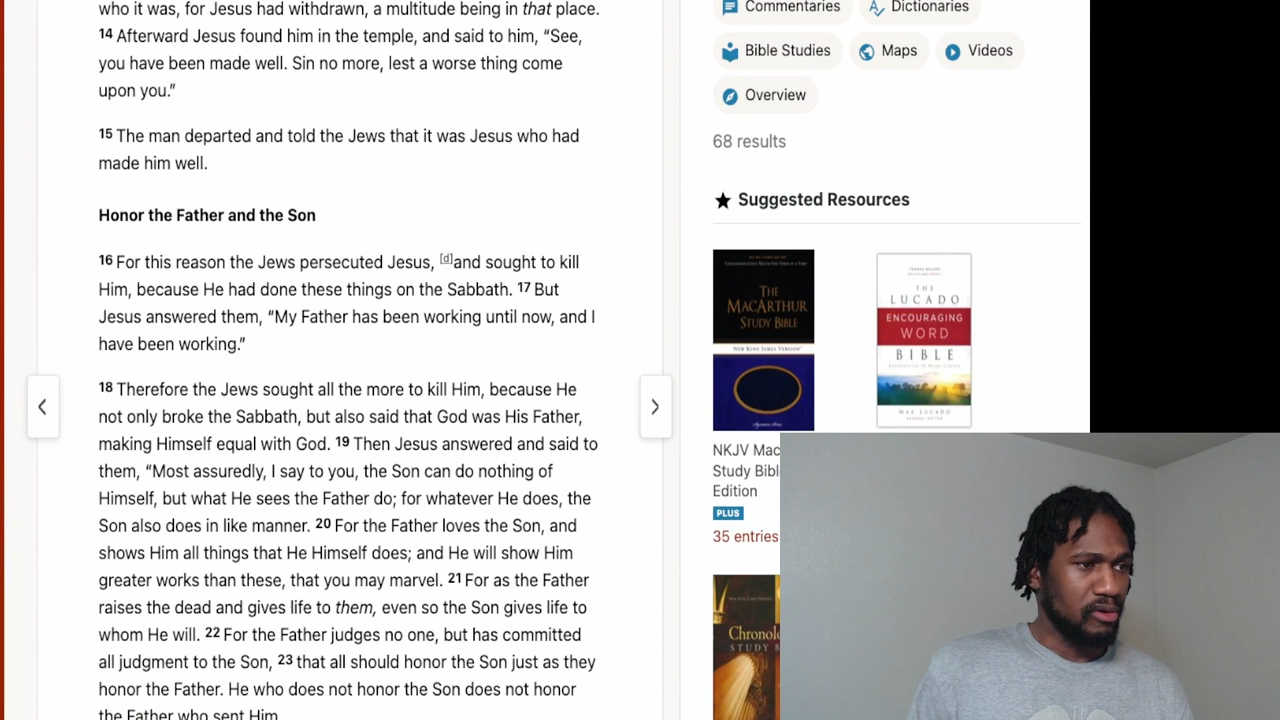 who it was, for Jesus had withdrawn, a multitude being in that place.
14 Afterward Jesus found him in the temple, and said to him, “See,
you have been made well. Sin no more, lest a worse thing come
upon you.”
15 The man departed and told the Jews that it was Jesus who had
made him well.
Honor the Father and the Son
16 For this reason the Jews persecuted Jesus, [d]and sought to kill
Him, because He had done these things on the Sabbath. 17 But
Jesus answered them, “My Father has been working until now, and I
have been working.”
18 Therefore the Jews sought all the more to kill Him, because He
not only broke the Sabbath, but also said that God was His Father,
making Himself equal with God. 19 Then Jesus answered and said to
them, “Most assuredly, I say to you, the Son can do nothing of
Himself, but what He sees the Father do; for whatever He does, the
Son also does in like manner. 20 For the Father loves the Son, and
shows Him all things that He Himself does; and He will show Him
greater works than these, that you may marvel. 21 For as the Father
raises the dead and gives life to them, even so the Son gives life to
whom He will. 22 For the Father judges no one, but has committed
all judgment to the Son, 23 that all should honor the Son just as they
honor the Father. He who does not honor the Son does not honor
the Father who sent Him
Commentaries
Dictionaries
Bible Studies
Maps
Videos
Overview
68 results
Suggested Resources
THE
MACARTHUR
STUDY BIBLE
NEW KING JAMES VERSION
THE
LUCADO
ENCOURAGING
WORD
BIBLE
MAX LUCADO
GENERAL EDITOR
NKJV Mac
Study Bibl
Edition
PLUS
35 entries
Chronolo
STUDY B